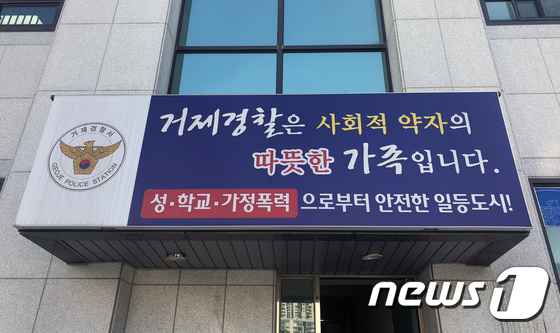 거제경찰서
GEOJE POLICE STATION
거제경찰은 사회적 약자의
따뜻한 가족입니다.
성·학교·가정폭력 으로부터 안전한 일등도시!
news1